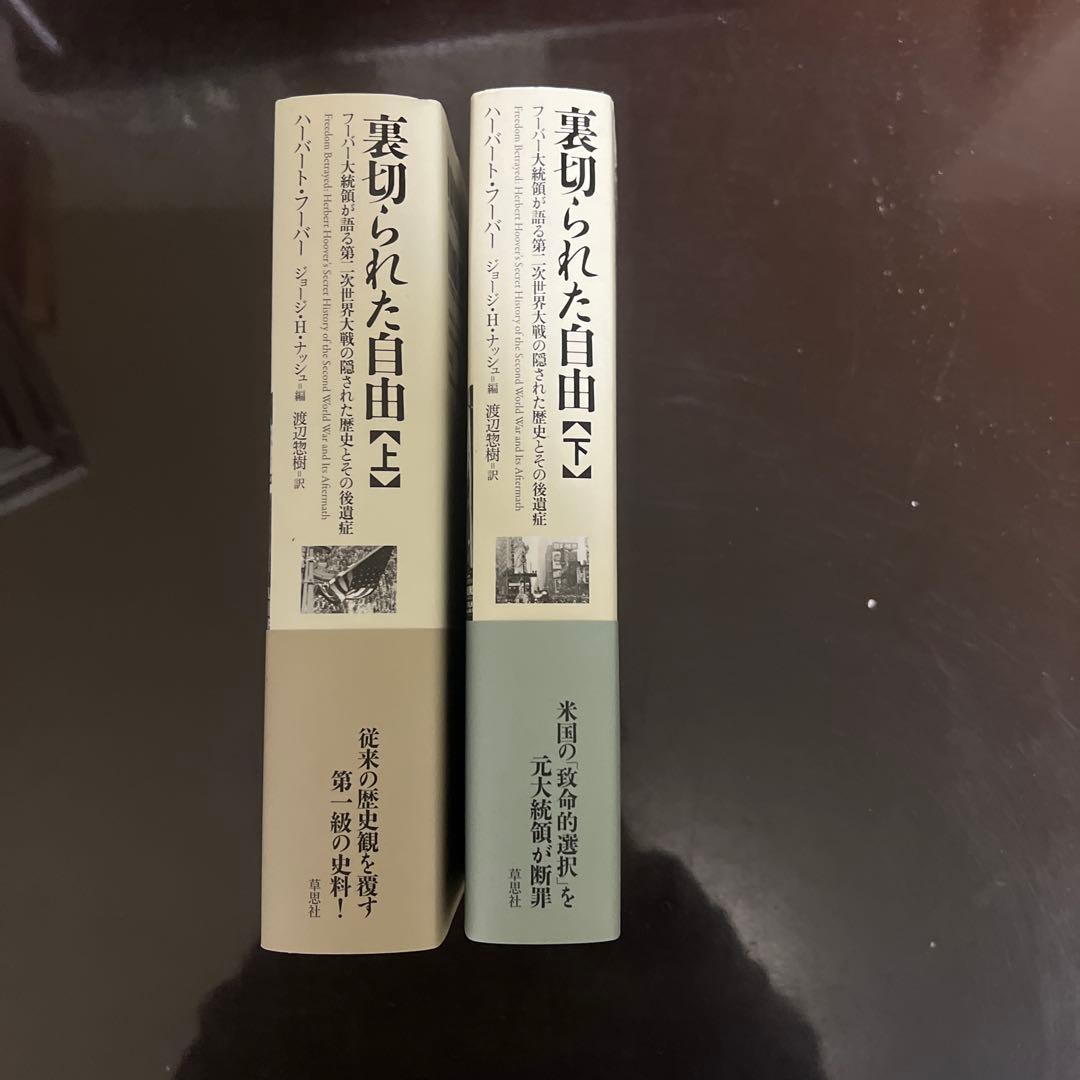 裏切られた自由【上】
フーバー大統領が語る第二次世界大戦の隠された歴史とその後遺症
Freedom Betrayed: Herbert Hoover's Secret History of the Second World War and Its Aftermath
ハーバート・フーバー ジョージ・H・ナッシュ=編 渡辺惣樹=訳
従来の歴史観を覆す
第一級の史料!
草思社
裏切られた自由【下】
フーバー大統領が語る第二次世界大戦の隠された歴史とその後遺症
Freedom Betrayed: Herbert Hoover's Secret History of the Second World War and Its Aftermath
ハーバート・フーバー ジョージ・H・ナッシュ=編 渡辺惣樹=訳
米国の「致命的選択」を
元大統領が断罪
草思社